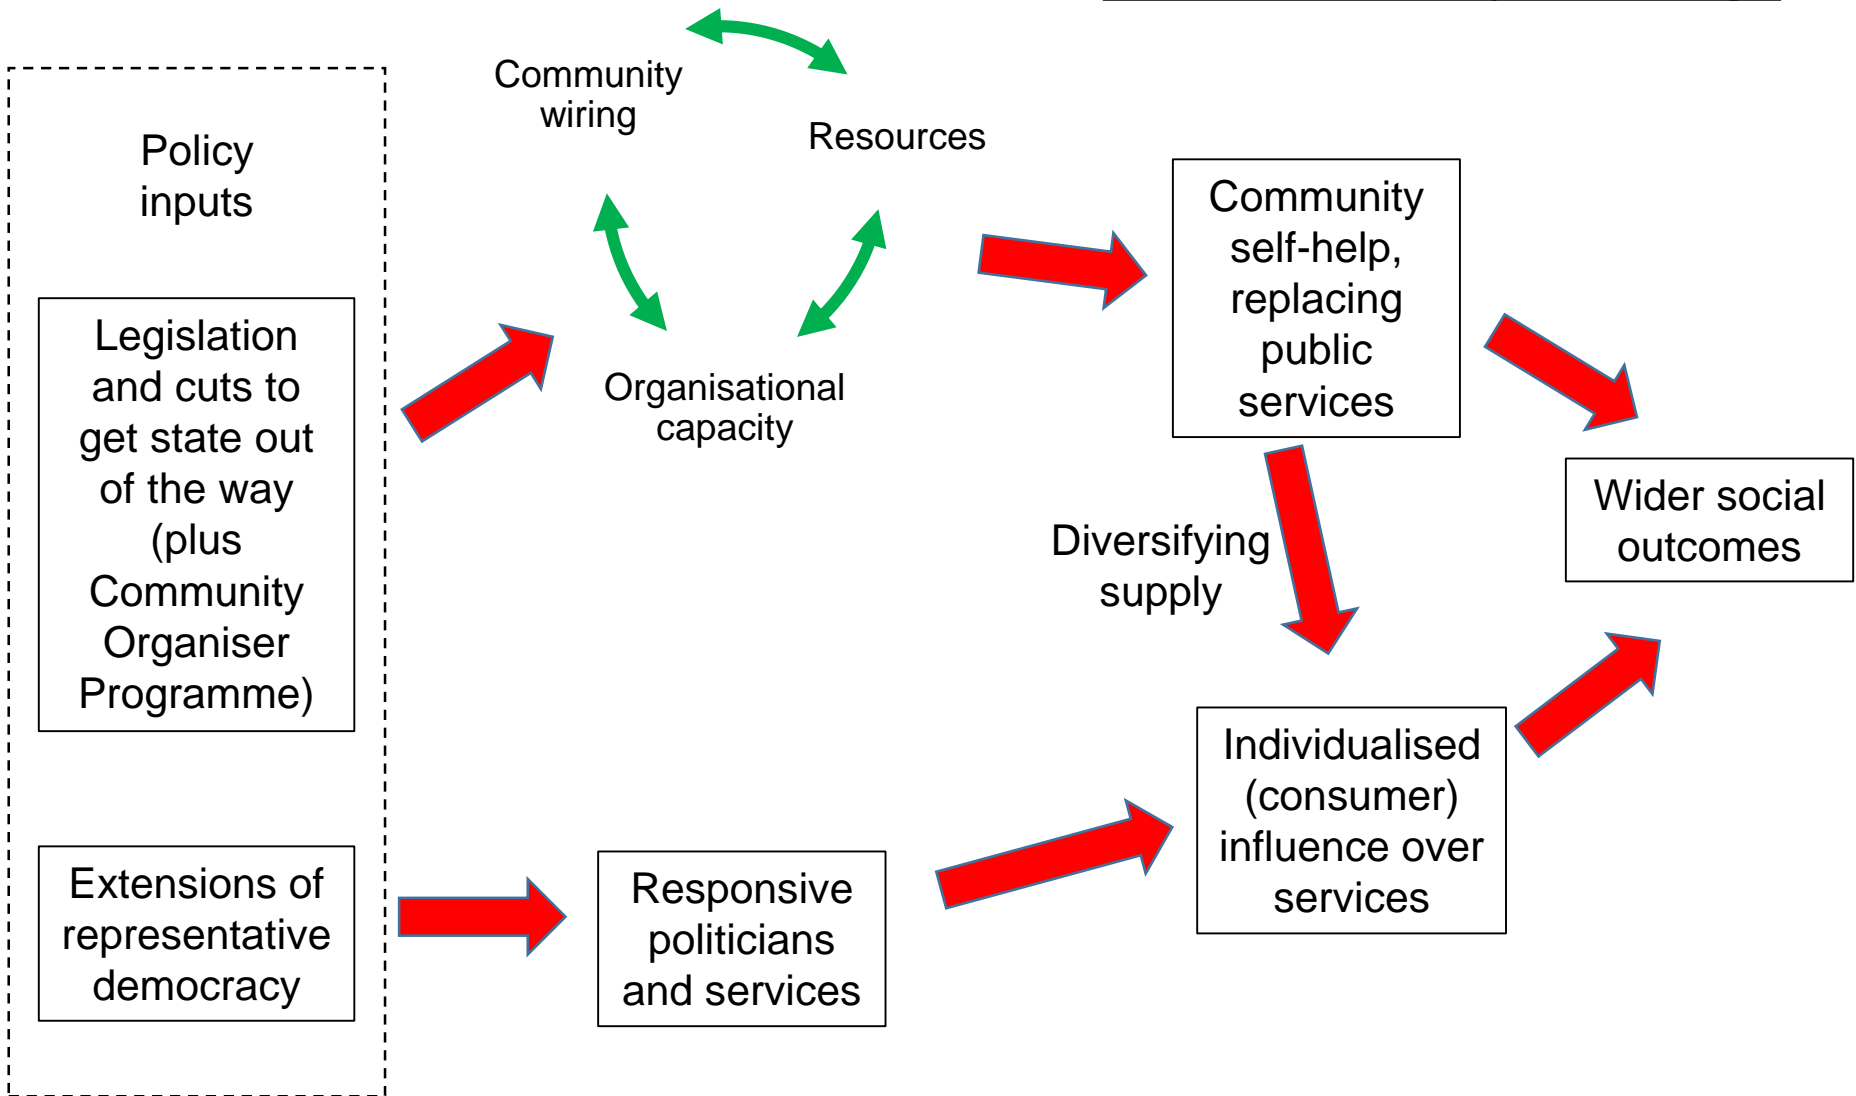 Community
wiring
Resources
Policy
inputs
Community
self-help,
replacing
public
services
Legislation
and cuts to
get state out
of the way
(plus
Community
Organiser
Programme)
Organisational
capacity
Wider social
outcomes
Diversifying
supply
Individualised
(consumer)
influence over
services
Extensions of
representative
democracy
Responsive
politicians
and services